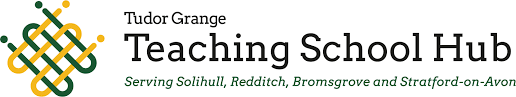 Tudor Grange
Teaching School Hub
Serving Solihull, Redditch, Bromsgrove and Stratford-on-Avon